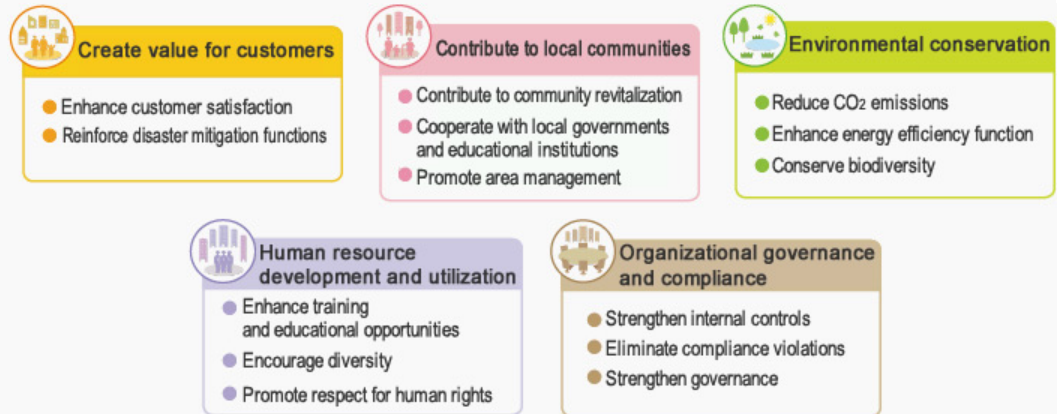 Create value for customers
● Enhance customer satisfaction
● Reinforce disaster mitigation functions
Contribute to local communities
● Contribute to community revitalization
● Cooperate with local governments
and educational institutions
● Promote area management
Environmental conservation
● Reduce CO₂ emissions
● Enhance energy efficiency function
● Conserve biodiversity
Human resource
development and utilization
● Enhance training
and educational opportunities
● Encourage diversity
● Promote respect for human rights
Organizational governance
and compliance
● Strengthen internal controls
● Eliminate compliance violations
● Strengthen governance